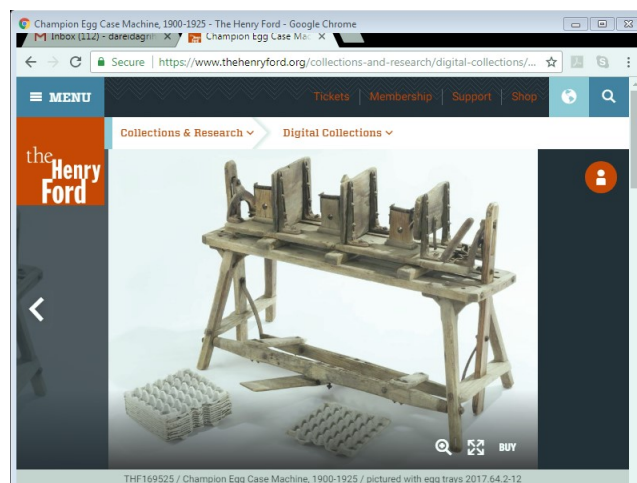 Champion Egg Case Machine, 1900-1925 - The Henry Ford - Google Chrome
Inbox (112) - dareidagrin
Champion Egg Case Mac
Secure | https://www.thehenryford.org/collections-and-research/digital-collections/...
MENU
Tickets | Membership | Support | Shop
Collections & Research
Digital Collections
the
Henry
Ford
BUY
THF169525 / Champion Egg Case Machine, 1900-1925 / pictured with egg trays 2017.64.2-12